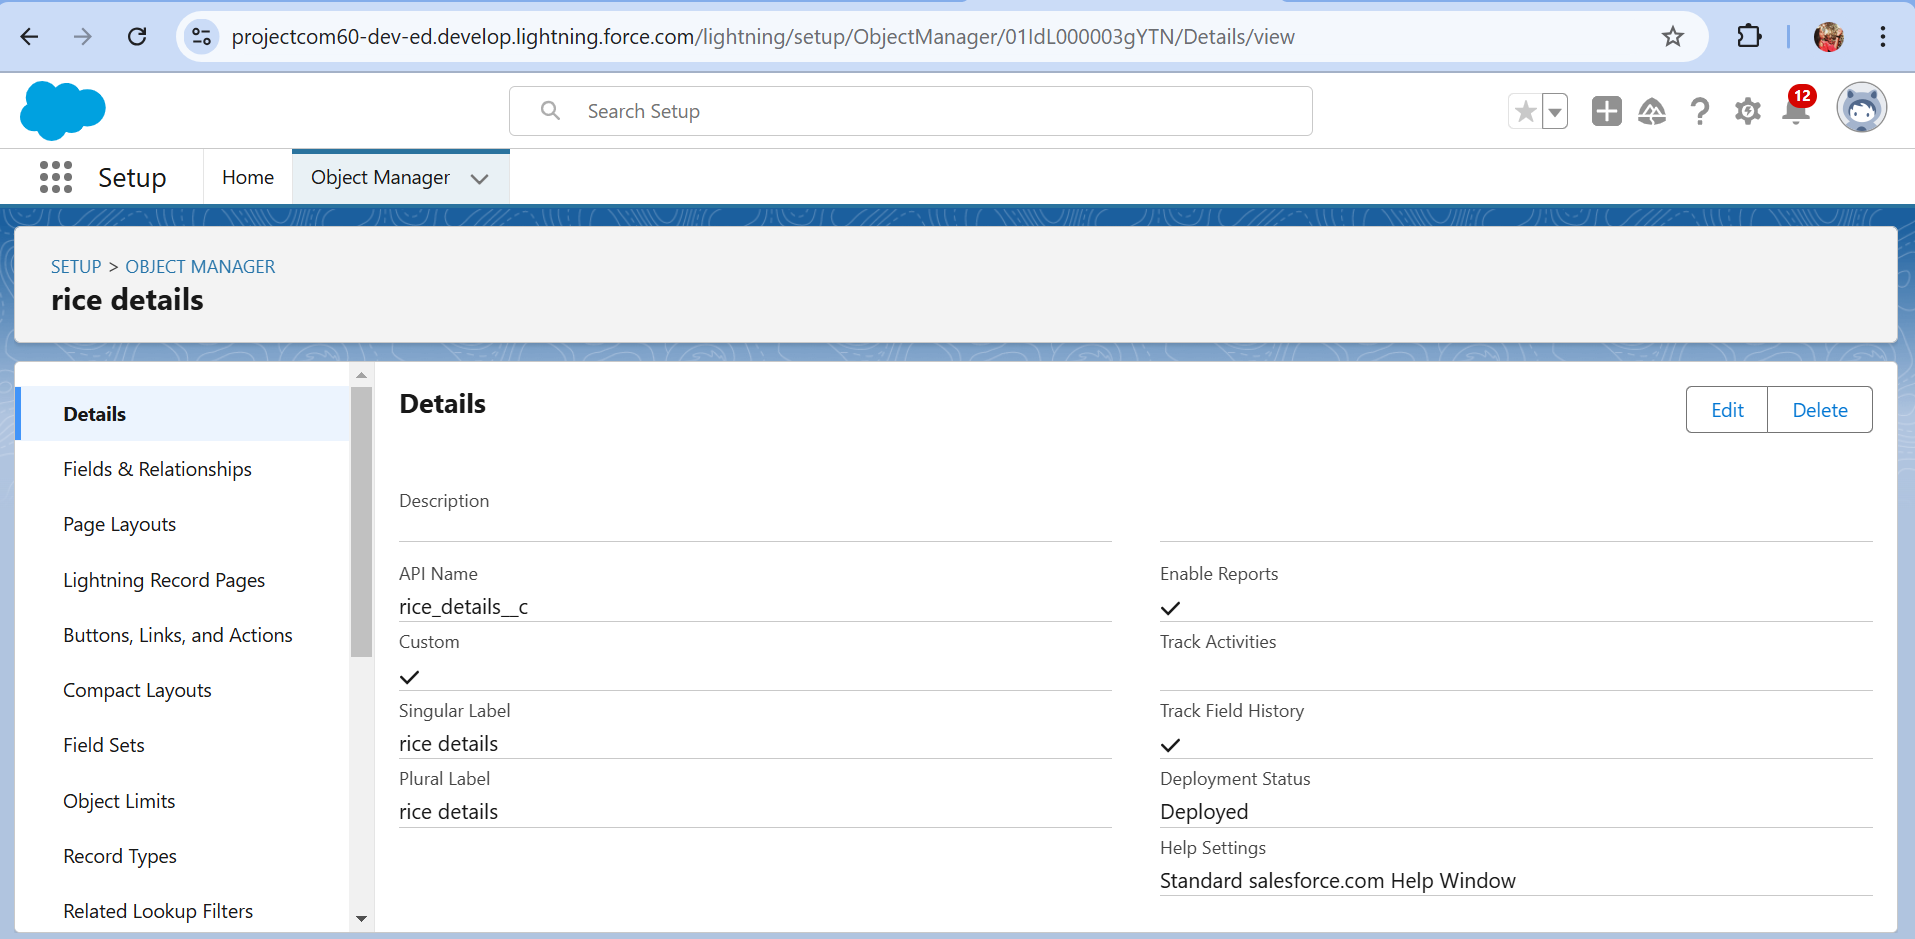 projectcom60-dev-ed.develop.lightning.force.com/lightning/setup/ObjectManager/01IdL000003gYTN/Details/view
Search Setup
12
Setup
Home
Object Manager
SETUP > OBJECT MANAGER
rice details
Details
Fields & Relationships
Page Layouts
Lightning Record Pages
Buttons, Links, and Actions
Compact Layouts
Field Sets
Object Limits
Record Types
Related Lookup Filters
Details
Edit
Delete
Description
API Name
rice_details__c
Custom
Singular Label
rice details
Plural Label
rice details
Enable Reports
Track Activities
Track Field History
Deployment Status
Deployed
Help Settings
Standard salesforce.com Help Window